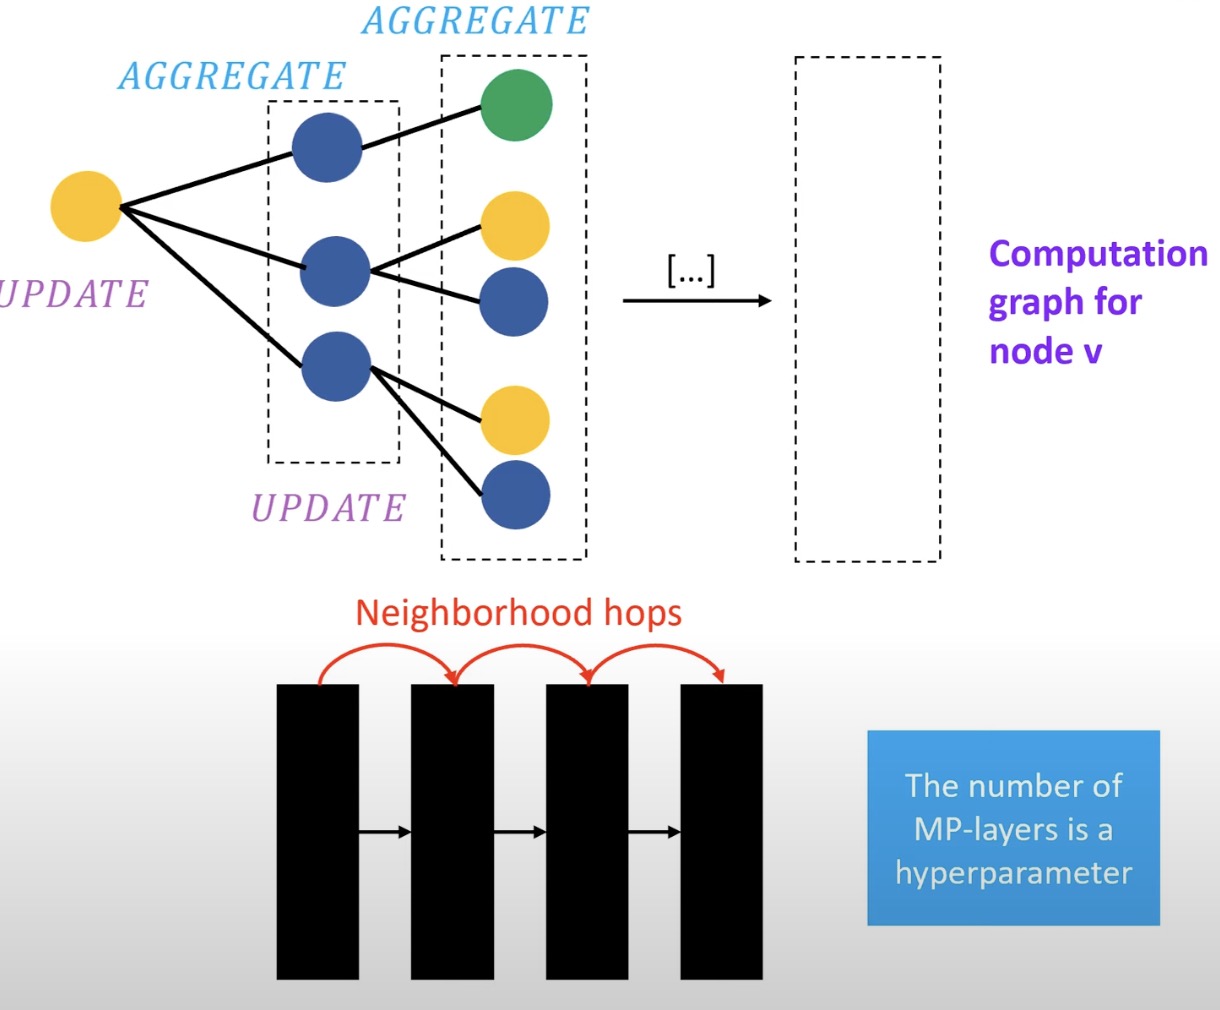 AGGREGATE
AGGREGATE
UPDATE
[...]
Computation
graph for
node v
UPDATE
Neighborhood hops
The number of
MP-layers is a
hyperparameter